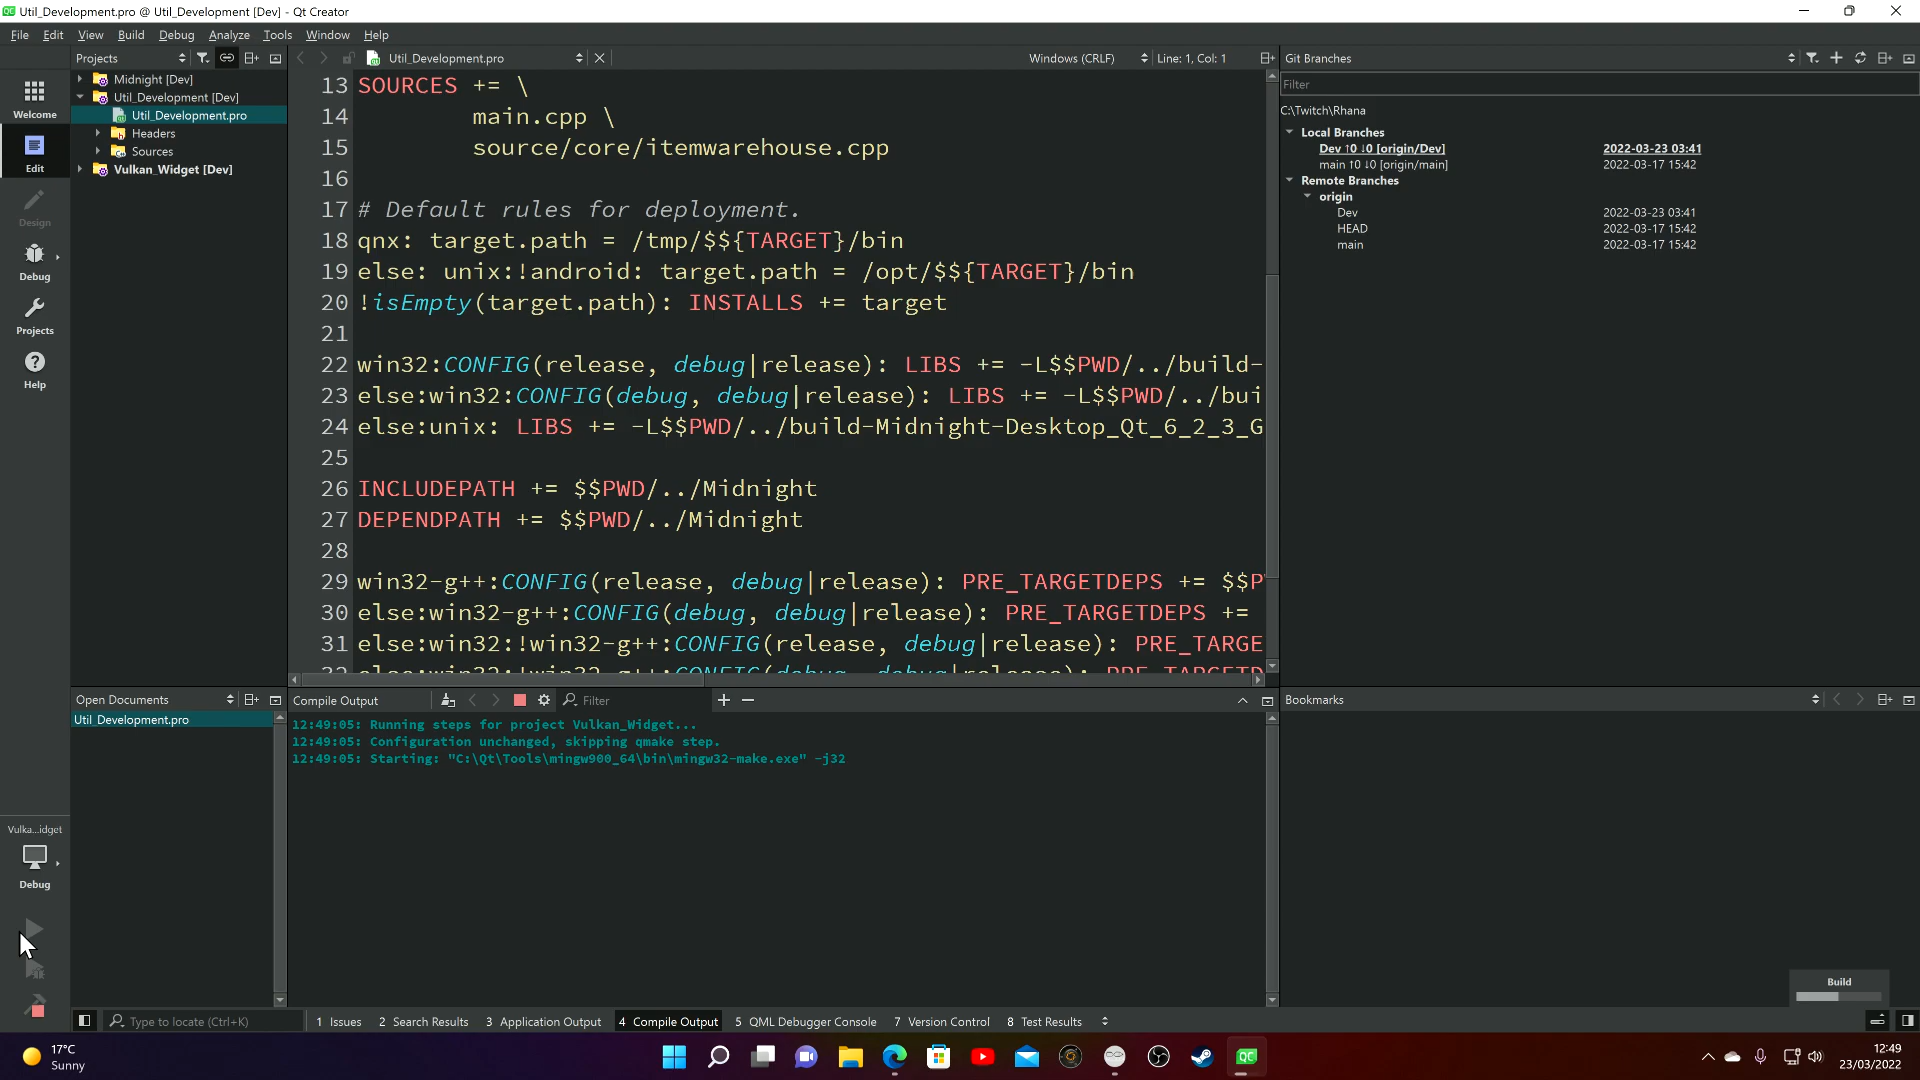 Util_Development.pro @ Util_Development [Dev] - Qt Creator
File Edit View Build Debug Analyze Tools Window Help
Projects
Util_Development.pro
Windows (CRLF)
Line: 1, Col: 1
Git Branches
Welcome
Edit
Design
Debug
Projects
Help
Midnight [Dev]
Util_Development [Dev]
Util_Development.pro
Headers
Sources
Vulkan_Widget [Dev]
13 SOURCES += \
14 main.cpp \
15 source/core/itemwarehouse.cpp
16
17 # Default rules for deployment.
18 qnx: target.path = /tmp/$${TARGET}/bin
19 else: unix:!android: target.path = /opt/$${TARGET}/bin
20 !isEmpty(target.path): INSTALLS += target
21
22 win32:CONFIG(release, debug|release): LIBS += -L$$PWD/../build-
23 else:win32:CONFIG(debug, debug|release): LIBS += -L$$PWD/../bui
24 else:unix: LIBS += -L$$PWD/../build-Midnight-Desktop_Qt_6_2_3_G
25
26 INCLUDEPATH += $$PWD/../Midnight
27 DEPENDPATH += $$PWD/../Midnight
28
29 win32-g++:CONFIG(release, debug|release): PRE_TARGETDEPS += $$P
30 else:win32-g++:CONFIG(debug, debug|release): PRE_TARGETDEPS +=
31 else:win32:!win32-g++:CONFIG(release, debug|release): PRE_TARGE
Filter
C:\Twitch\Rhana
Local Branches
Dev ↑0 ↓0 [origin/Dev] 2022-03-23 03:41
main ↑0 ↓0 [origin/main] 2022-03-17 15:42
Remote Branches
origin
Dev 2022-03-23 03:41
HEAD 2022-03-17 15:42
main 2022-03-17 15:42
Open Documents
Util_Development.pro
Compile Output
Filter
12:49:05: Running steps for project Vulkan_Widget...
12:49:05: Configuration unchanged, skipping qmake step.
12:49:05: Starting: "C:\Qt\Tools\mingw900_64\bin\mingw32-make.exe" -j32
Bookmarks
Vulka...idget
Debug
Build
Type to locate (Ctrl+K)
1 Issues 2 Search Results 3 Application Output 4 Compile Output 5 QML Debugger Console 7 Version Control 8 Test Results
17°C
Sunny
QC
12:49
23/03/2022